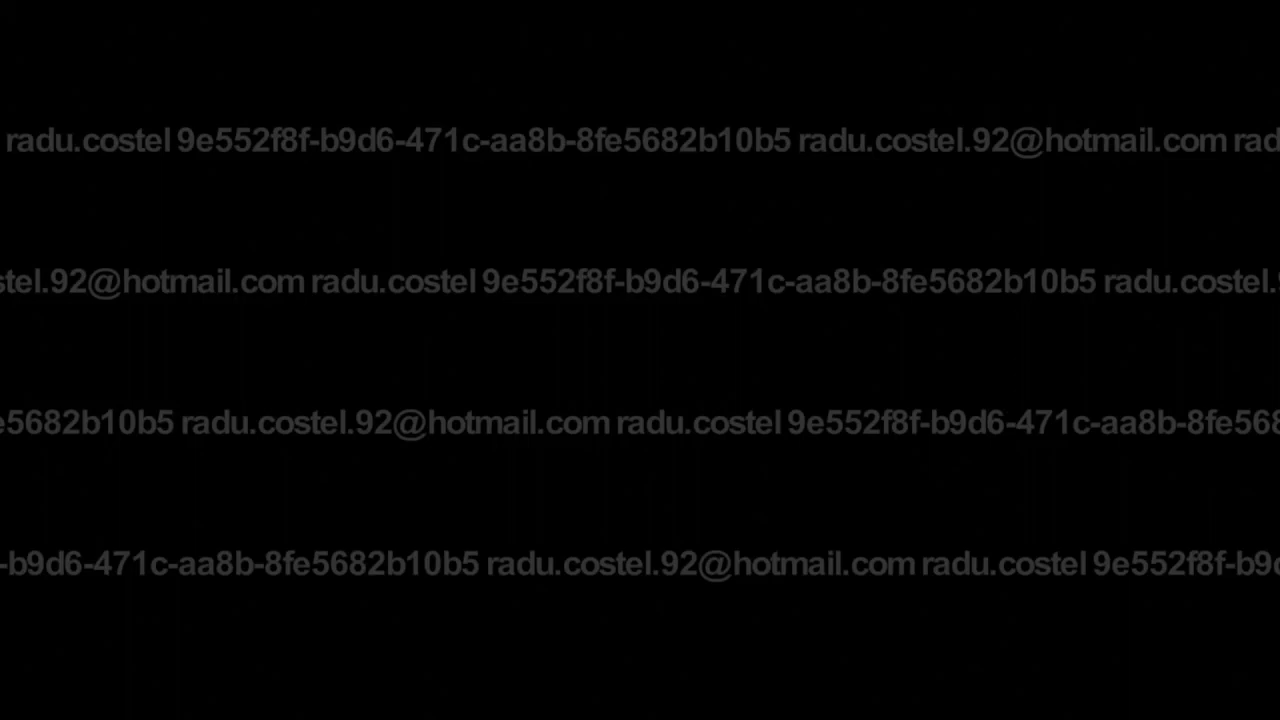 radu.costel 9e552f8f-b9d6-471c-aa8b-8fe5682b10b5 radu.costel.92@hotmail.com rad
stel.92@hotmail.com radu.costel 9e552f8f-b9d6-471c-aa8b-8fe5682b10b5 radu.costel.
e5682b10b5 radu.costel.92@hotmail.com radu.costel 9e552f8f-b9d6-471c-aa8b-8fe568
-b9d6-471c-aa8b-8fe5682b10b5 radu.costel.92@hotmail.com radu.costel 9e552f8f-b9d